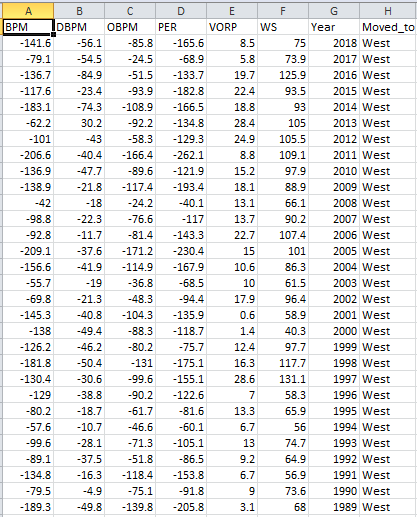 A B C D E F G H
BPM DBPM OBPM PER VORP WS Year Moved_to
-141.6 -56.1 -85.8 -165.6 8.5 75 2018 West
-79.1 -54.5 -24.5 -68.9 5.8 73.9 2017 West
-136.7 -84.9 -51.5 -133.7 19.7 125.9 2016 West
-117.6 -23.4 -93.9 -182.8 22.4 93.5 2015 West
-183.1 -74.3 -108.9 -166.5 18.8 93 2014 West
-62.2 30.2 -92.2 -134.8 28.4 105 2013 West
-101 -43 -58.3 -129.3 24.9 105.5 2012 West
-206.6 -40.4 -166.4 -262.1 8.8 109.1 2011 West
-136.9 -47.7 -89.6 -121.9 15.2 97.9 2010 West
-138.9 -21.8 -117.4 -193.4 18.1 88.9 2009 West
-42 18 -24.2 -40.1 13.1 66.1 2008 West
-98.8 -22.3 -76.6 -117 13.7 90.2 2007 West
-92.8 -11.7 -81.4 -143.3 22.7 107.4 2006 West
-209.1 -37.6 -171.2 -230.4 15 101 2005 West
-156.6 -41.9 -114.9 -167.9 10.6 86.3 2004 West
-55.7 -19 -36.8 -68.5 10 61.5 2003 West
-69.8 -21.3 -48.3 -94.4 17.9 96.4 2002 West
-145.3 -40.8 -104.3 -135.9 0.6 58.9 2001 West
-138 -49.4 -88.3 -118.7 1.4 40.3 2000 West
-126.2 -46.2 -80.2 -75.7 12.4 97.7 1999 West
-181.8 -50.4 -131 -175.1 16.3 117.7 1998 West
-130.4 -30.6 -99.6 -155.1 28.6 131.1 1997 West
-129 -38.8 -90.2 -122.6 7 58.3 1996 West
-80.2 -18.7 -61.7 -81.6 13.3 65.9 1995 West
-57.6 -10.7 -46.6 -60.1 6.7 56 1994 West
-99.6 -28.1 -71.3 -105.1 13 74.7 1993 West
-89.1 -37.5 -51.8 -86.5 9.2 64.9 1992 West
-134.8 -16.3 -118.4 -153.8 6.7 56.9 1991 West
-79.5 -4.9 -75.1 -91.8 9 73.6 1990 West
-189.3 -49.8 -139.8 -205.8 3.1 68 1989 West